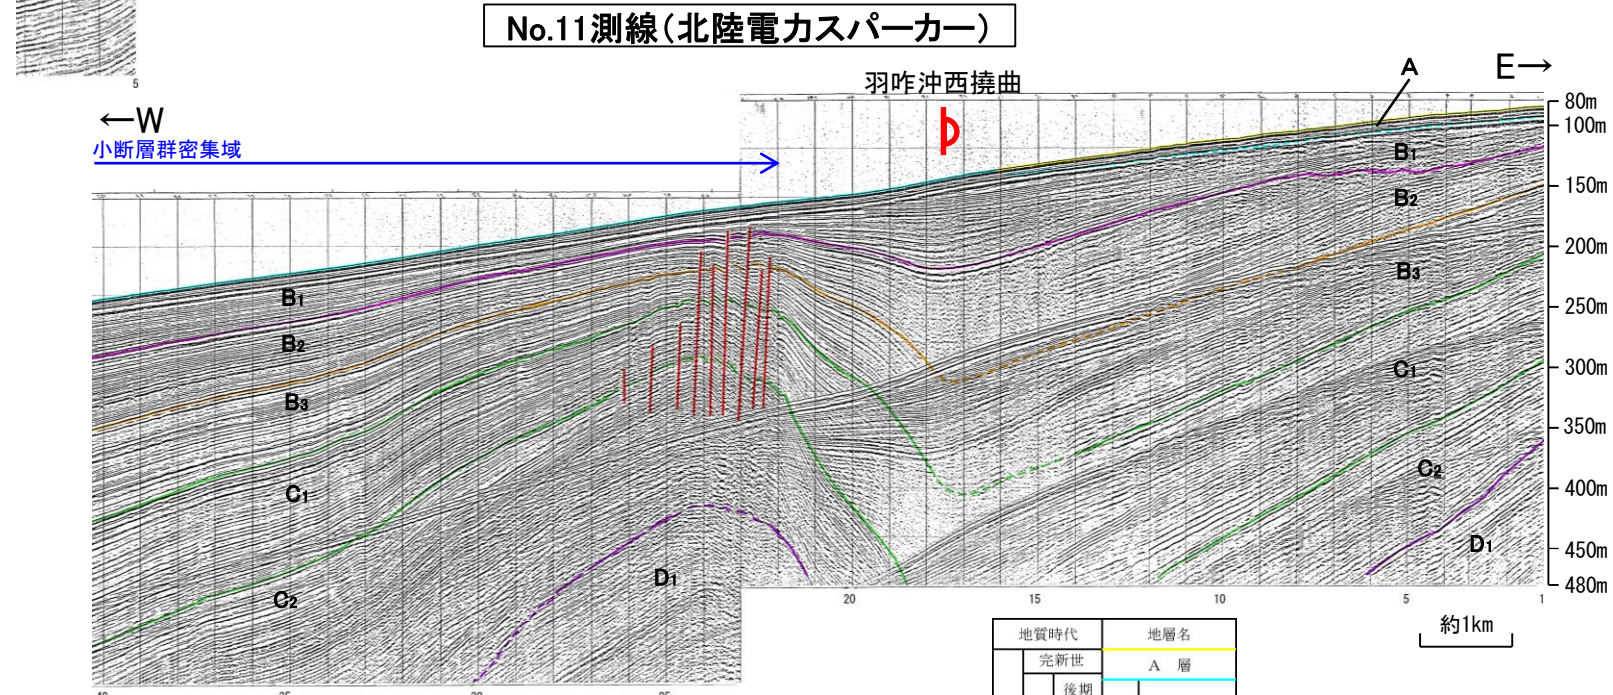 No.11測線(北陸電力スパーカー)
5
羽咋沖西撓曲
A
E→
←W
小断層群密集域
80m
100m
150m
200m
250m
300m
350m
400m
450m
480m
B1
B2
B3
C1
C2
D1
B1
B2
B3
C1
C2
D1
20
15
10
5
1
約1km
地質時代 地層名
完新世 A 層
後期